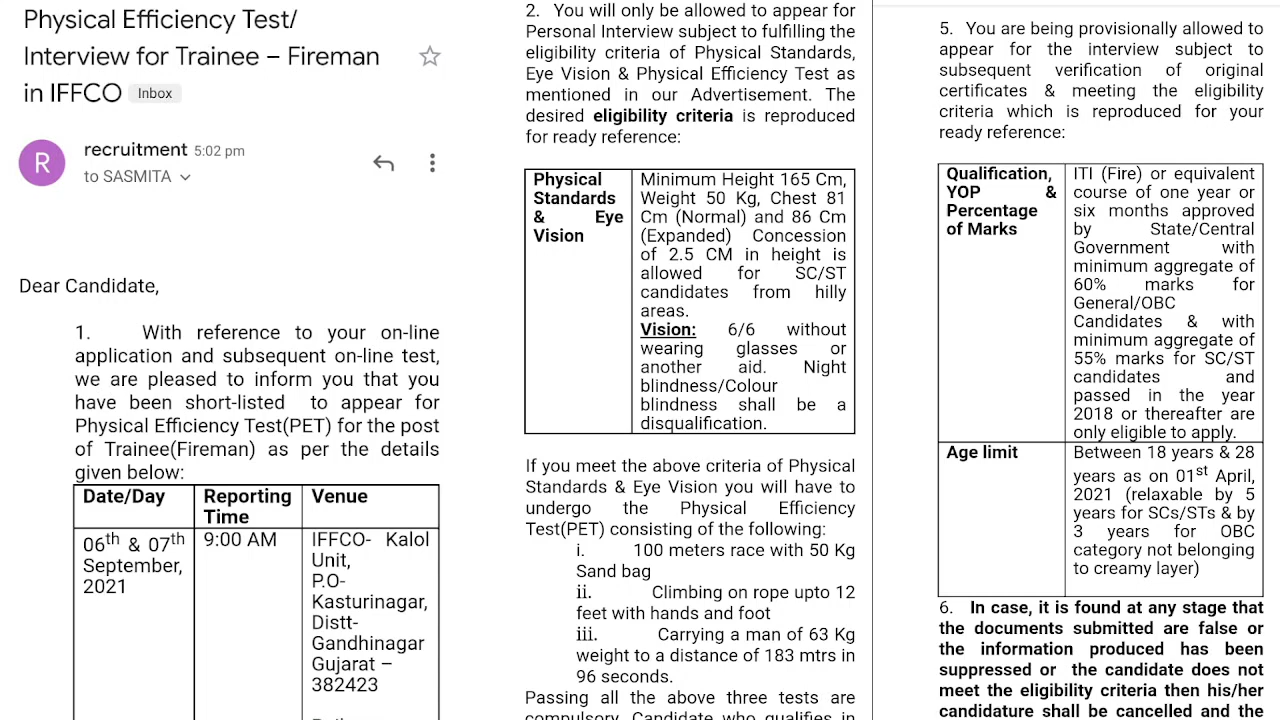 Physical Efficiency Test/
Interview for Trainee – Fireman
in IFFCO Inbox
R
recruitment 5:02 pm
to SASMITA
Dear Candidate,
1. With reference to your on-line
application and subsequent on-line test,
we are pleased to inform you that you
have been short-listed to appear for
Physical Efficiency Test(PET) for the post
of Trainee(Fireman) as per the details
given below:
Date/Day
Reporting
Time
Venue
06th & 07th
September,
2021
9:00 AM
IFFCO- Kalol
Unit,
P.O-
Kasturinagar,
Distt-
Gandhinagar
Gujarat –
382423
2. You will only be allowed to appear for
Personal Interview subject to fulfilling the
eligibility criteria of Physical Standards,
Eye Vision & Physical Efficiency Test as
mentioned in our Advertisement. The
desired eligibility criteria is reproduced
for ready reference:
Physical
Standards
& Eye
Vision
Minimum Height 165 Cm,
Weight 50 Kg, Chest 81
Cm (Normal) and 86 Cm
(Expanded) Concession
of 2.5 CM in height is
allowed for SC/ST
candidates from hilly
areas.
Vision: 6/6 without
wearing glasses or
another aid. Night
blindness/Colour
blindness shall be a
disqualification.
If you meet the above criteria of Physical
Standards & Eye Vision you will have to
undergo the Physical Efficiency
Test(PET) consisting of the following:
i. 100 meters race with 50 Kg
Sand bag
ii. Climbing on rope upto 12
feet with hands and foot
iii. Carrying a man of 63 Kg
weight to a distance of 183 mtrs in
96 seconds.
Passing all the above three tests are
compulsory. Candidate who qualifies in
5. You are being provisionally allowed to
appear for the interview subject to
subsequent verification of original
certificates & meeting the eligibility
criteria which is reproduced for your
ready reference:
Qualification,
YOP &
Percentage
of Marks
ITI (Fire) or equivalent
course of one year or
six months approved
by State/Central
Government with
minimum aggregate of
60% marks for
General/OBC
Candidates & with
minimum aggregate of
55% marks for SC/ST
candidates and
passed in the year
2018 or thereafter are
only eligible to apply.
Age limit
Between 18 years & 28
years as on 01st April,
2021 (relaxable by 5
years for SCs/STs & by
3 years for OBC
category not belonging
to creamy layer)
6. In case, it is found at any stage that
the documents submitted are false or
the information produced has been
suppressed or the candidate does not
meet the eligibility criteria then his/her
candidature shall be cancelled and the